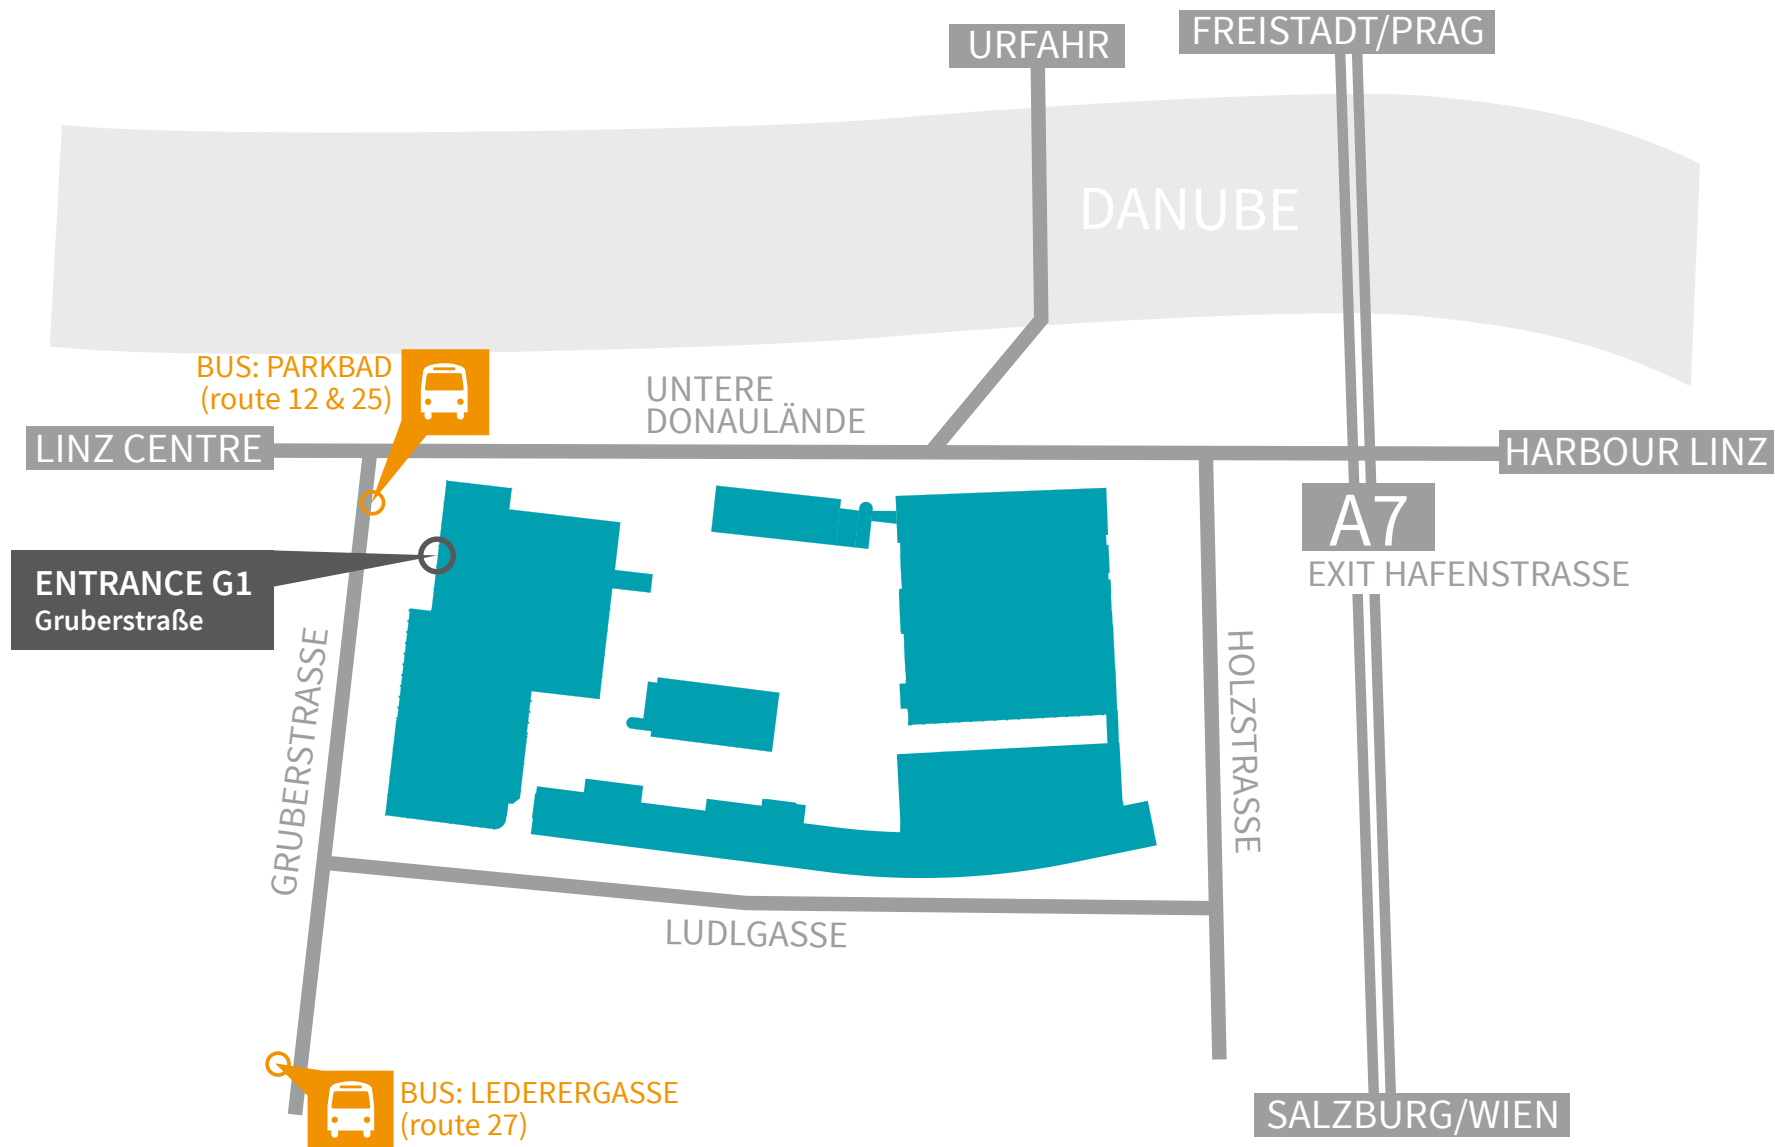 URFAHR
FREISTADT/PRAG
DANUBE
BUS: PARKBAD
(route 12 & 25)
UNTERE
DONAULÄNDE
LINZ CENTRE
HARBOUR LINZ
A7
EXIT HAFENSTRASSE
ENTRANCE G1
Gruberstraße
GRUBERSTRASSE
HOLZSTRASSE
LUDLGASSE
BUS: LEDERERGASSE
(route 27)
SALZBURG/WIEN